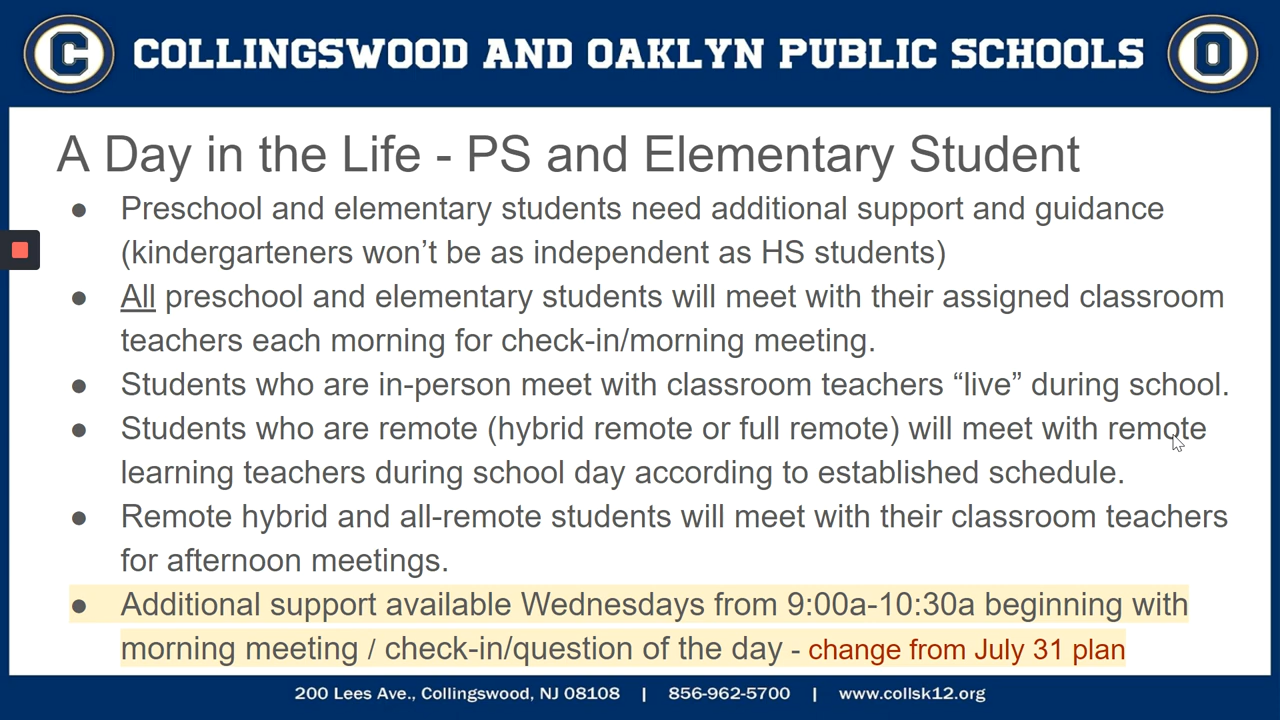 C COLLINGSWOOD AND OAKLYN PUBLIC SCHOOLS O
A Day in the Life - PS and Elementary Student
● Preschool and elementary students need additional support and guidance
(kindergarteners won’t be as independent as HS students)
● All preschool and elementary students will meet with their assigned classroom
teachers each morning for check-in/morning meeting.
● Students who are in-person meet with classroom teachers “live” during school.
● Students who are remote (hybrid remote or full remote) will meet with remote
learning teachers during school day according to established schedule.
● Remote hybrid and all-remote students will meet with their classroom teachers
for afternoon meetings.
● Additional support available Wednesdays from 9:00a-10:30a beginning with
morning meeting / check-in/question of the day - change from July 31 plan
200 Lees Ave., Collingswood, NJ 08108 | 856-962-5700 | www.collsk12.org